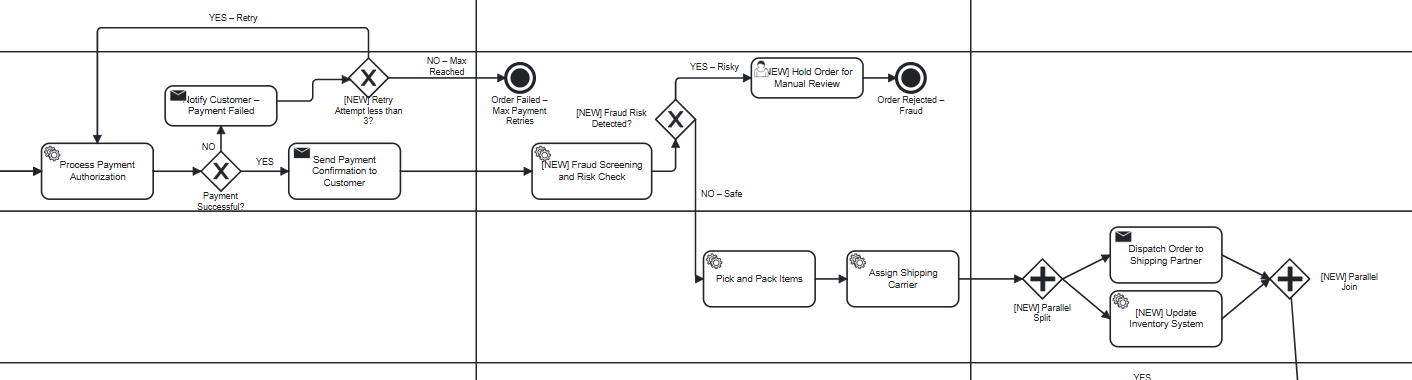 YES – Retry
NO – Max
Reached
YES – Risky
[NEW] Hold Order for
Manual Review
Notify Customer –
Payment Failed
[NEW] Retry
Attempt less than
3?
Order Failed –
Max Payment
Retries
[NEW] Fraud Risk
Detected?
Order Rejected –
Fraud
NO
YES
Process Payment
Authorization
Send Payment
Confirmation to
Customer
[NEW] Fraud Screening
and Risk Check
Payment
Successful?
NO – Safe
Pick and Pack Items
Assign Shipping
Carrier
Dispatch Order to
Shipping Partner
[NEW] Parallel
Split
[NEW] Update
Inventory System
[NEW] Parallel
Join
YES